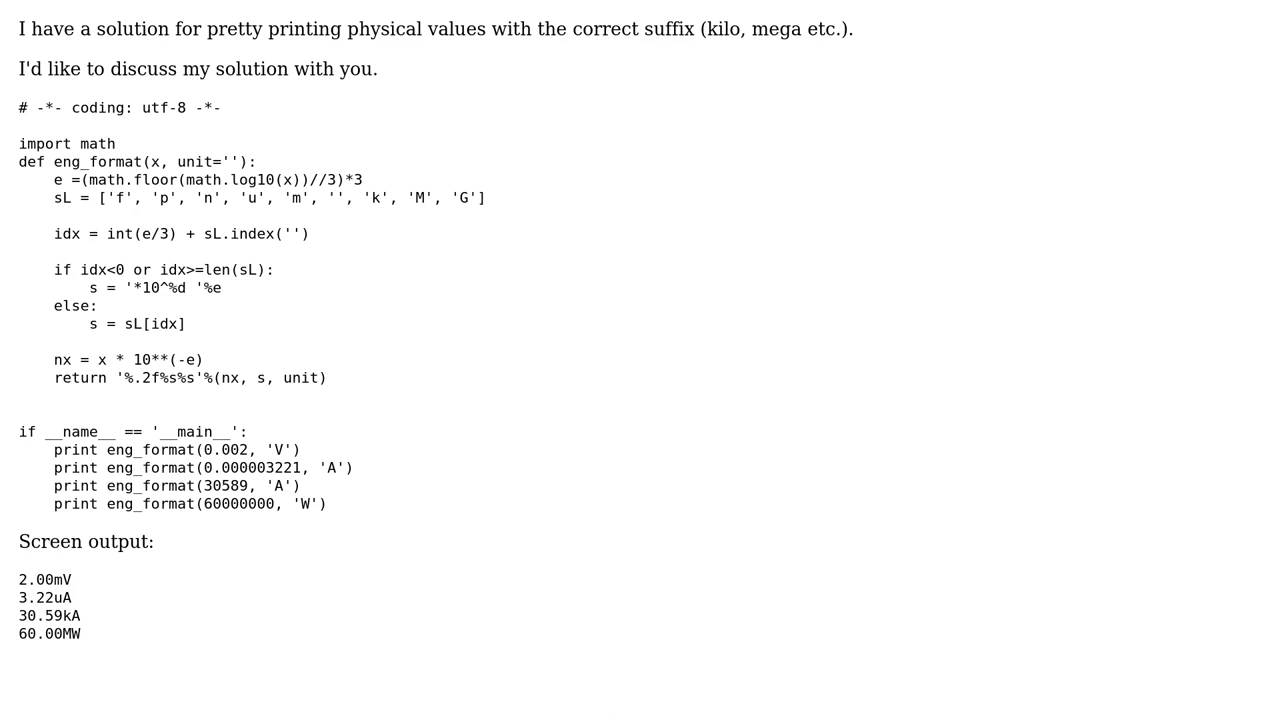 I have a solution for pretty printing physical values with the correct suffix (kilo, mega etc.).
I'd like to discuss my solution with you.
# -*- coding: utf-8 -*-
import math
def eng_format(x, unit=''):
    e =(math.floor(math.log10(x))//3)*3
    sL = ['f', 'p', 'n', 'u', 'm', '', 'k', 'M', 'G']
    idx = int(e/3) + sL.index('')
    if idx<0 or idx>=len(sL):
        s = '*10^%d '%e
    else:
        s = sL[idx]
    nx = x * 10**(-e)
    return '%.2f%s%s'%(nx, s, unit)
if __name__ == '__main__':
    print eng_format(0.002, 'V')
    print eng_format(0.000003221, 'A')
    print eng_format(30589, 'A')
    print eng_format(60000000, 'W')
Screen output:
2.00mV
3.22uA
30.59kA
60.00MW